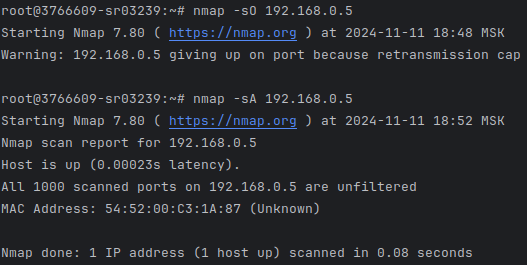 root@3766609-sr03239:~# nmap -sO 192.168.0.5
Starting Nmap 7.80 ( https://nmap.org ) at 2024-11-11 18:48 MSK
Warning: 192.168.0.5 giving up on port because retransmission cap
root@3766609-sr03239:~# nmap -sA 192.168.0.5
Starting Nmap 7.80 ( https://nmap.org ) at 2024-11-11 18:52 MSK
Nmap scan report for 192.168.0.5
Host is up (0.00023s latency).
All 1000 scanned ports on 192.168.0.5 are unfiltered
MAC Address: 54:52:00:C3:1A:87 (Unknown)
Nmap done: 1 IP address (1 host up) scanned in 0.08 seconds